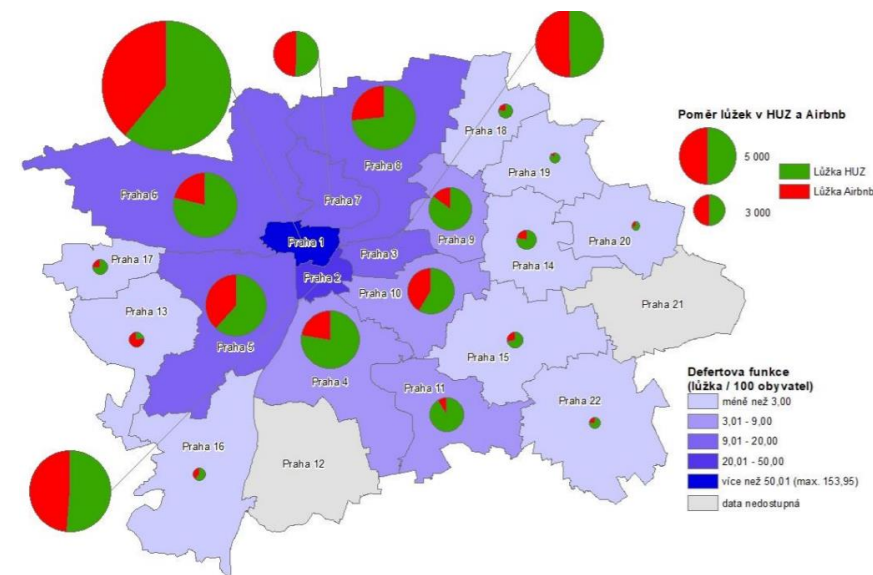 Praha 18
Praha 8
Praha 19
Praha 6
Praha 7
Praha 20
Praha 1
Praha 3
Praha 9
Praha 17
Praha 2
Praha 14
Praha 10
Praha 21
Praha 13
Praha 5
Praha 15
Praha 4
Praha 11
Praha 22
Praha 16
Praha 12
Poměr lůžek v HUZ a Airbnb
5 000
Lůžka HUZ
Lůžka Airbnb
3 000
Defertova funkce
(lůžka / 100 obyvatel)
méně než 3,00
3,01 - 9,00
9,01 - 20,00
20,01 - 50,00
více než 50,01 (max. 153,95)
data nedostupná